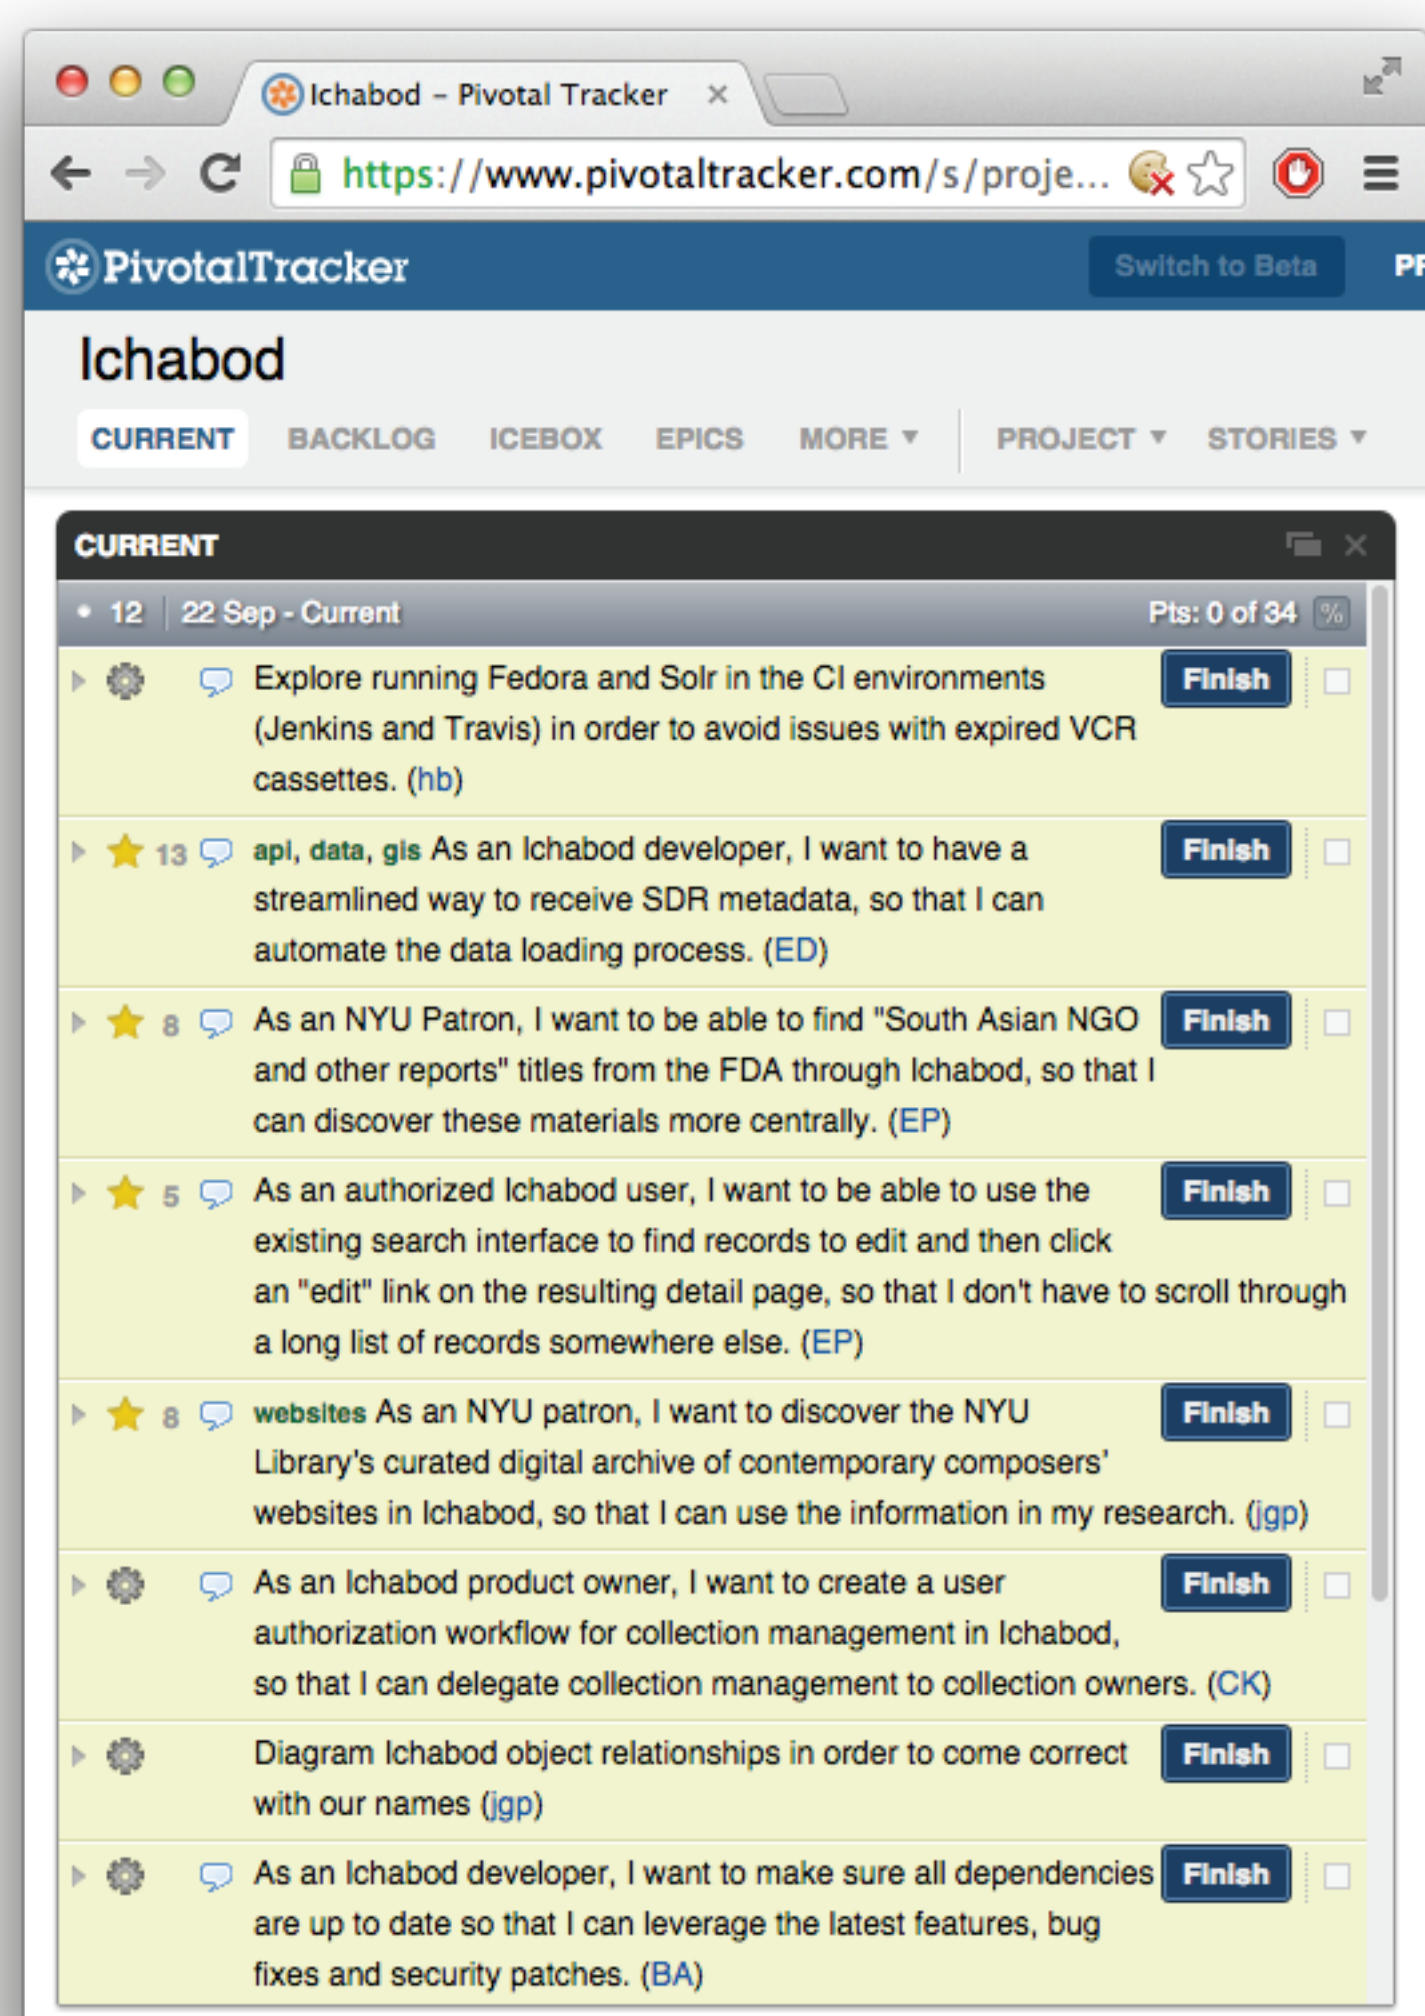 Ichabod – Pivotal Tracker
https://www.pivotaltracker.com/s/proje...
PivotalTracker
Switch to Beta
PR
Ichabod
CURRENT BACKLOG ICEBOX EPICS MORE PROJECT STORIES
CURRENT
12 22 Sep - Current Pts: 0 of 34 %
Explore running Fedora and Solr in the CI environments Finish
(Jenkins and Travis) in order to avoid issues with expired VCR
cassettes. (hb)
13 api, data, gis As an Ichabod developer, I want to have a Finish
streamlined way to receive SDR metadata, so that I can
automate the data loading process. (ED)
8 As an NYU Patron, I want to be able to find "South Asian NGO Finish
and other reports" titles from the FDA through Ichabod, so that I
can discover these materials more centrally. (EP)
5 As an authorized Ichabod user, I want to be able to use the Finish
existing search interface to find records to edit and then click
an "edit" link on the resulting detail page, so that I don't have to scroll through
a long list of records somewhere else. (EP)
8 websites As an NYU patron, I want to discover the NYU Finish
Library's curated digital archive of contemporary composers'
websites in Ichabod, so that I can use the information in my research. (jgp)
As an Ichabod product owner, I want to create a user Finish
authorization workflow for collection management in Ichabod,
so that I can delegate collection management to collection owners. (CK)
Diagram Ichabod object relationships in order to come correct Finish
with our names (jgp)
As an Ichabod developer, I want to make sure all dependencies Finish
are up to date so that I can leverage the latest features, bug
fixes and security patches. (BA)